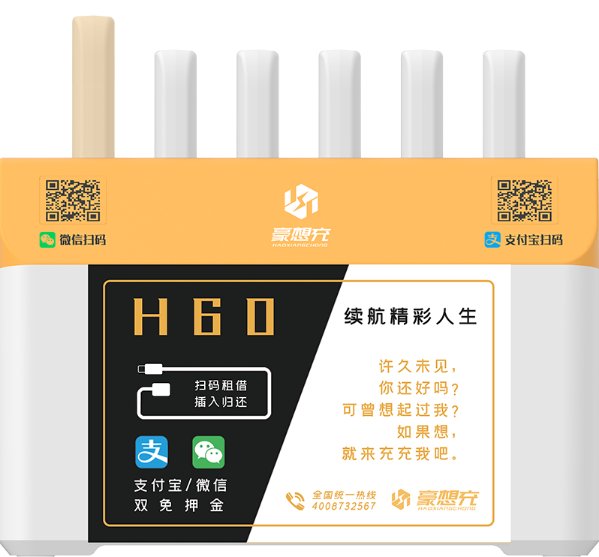 微信扫码
豪想充
HAOXIANGCHONG
支付宝扫码
H60
扫码租借
插入归还
支付宝/微信
双免押金
续航精彩人生
许久未见，
你还好吗？
可曾想起过我？
如果想，
就来充充我吧。
全国统一热线
4008732567
豪想充
HAOXIANGCHONG